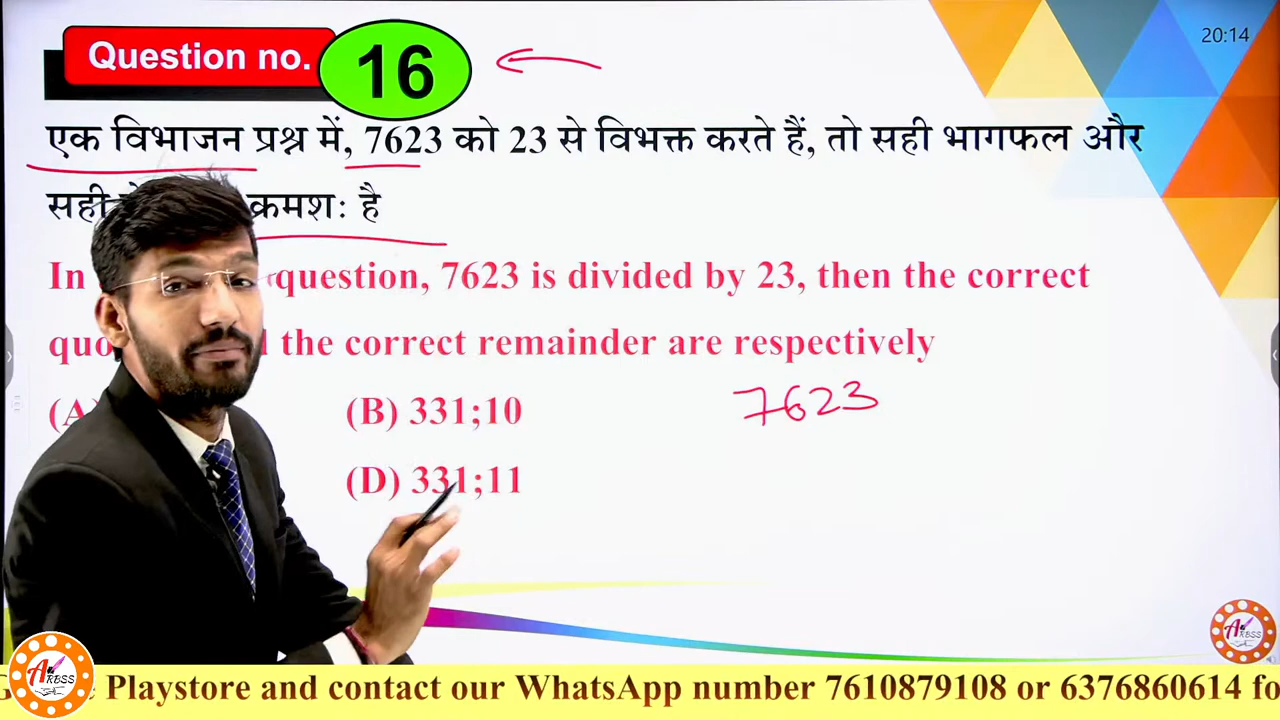 Question no. 16
20:14
एक विभाजन प्रश्न में, 7623 को 23 से विभक्त करते हैं, तो सही भागफल और
सही क्रमशः है
In question, 7623 is divided by 23, then the correct
the correct remainder are respectively
(A) (B) 331;10
7623
(D) 331;11
ARBSS
ARBSS
Playstore and contact our WhatsApp number 7610879108 or 6376860614